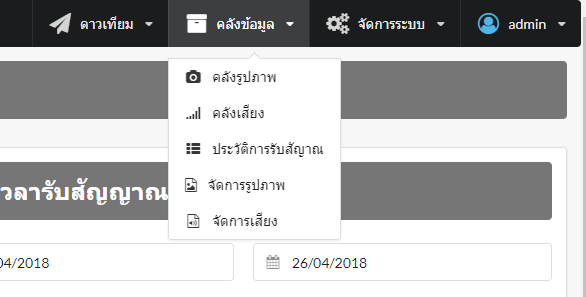 ดาวเทียม คลังข้อมูล จัดการระบบ admin
คลังรูปภาพ
คลังเสียง
ประวัติการรับสัญาณ
จัดการรูปภาพ
จัดการเสียง
วลารับสัญญาณ
04/2018 26/04/2018